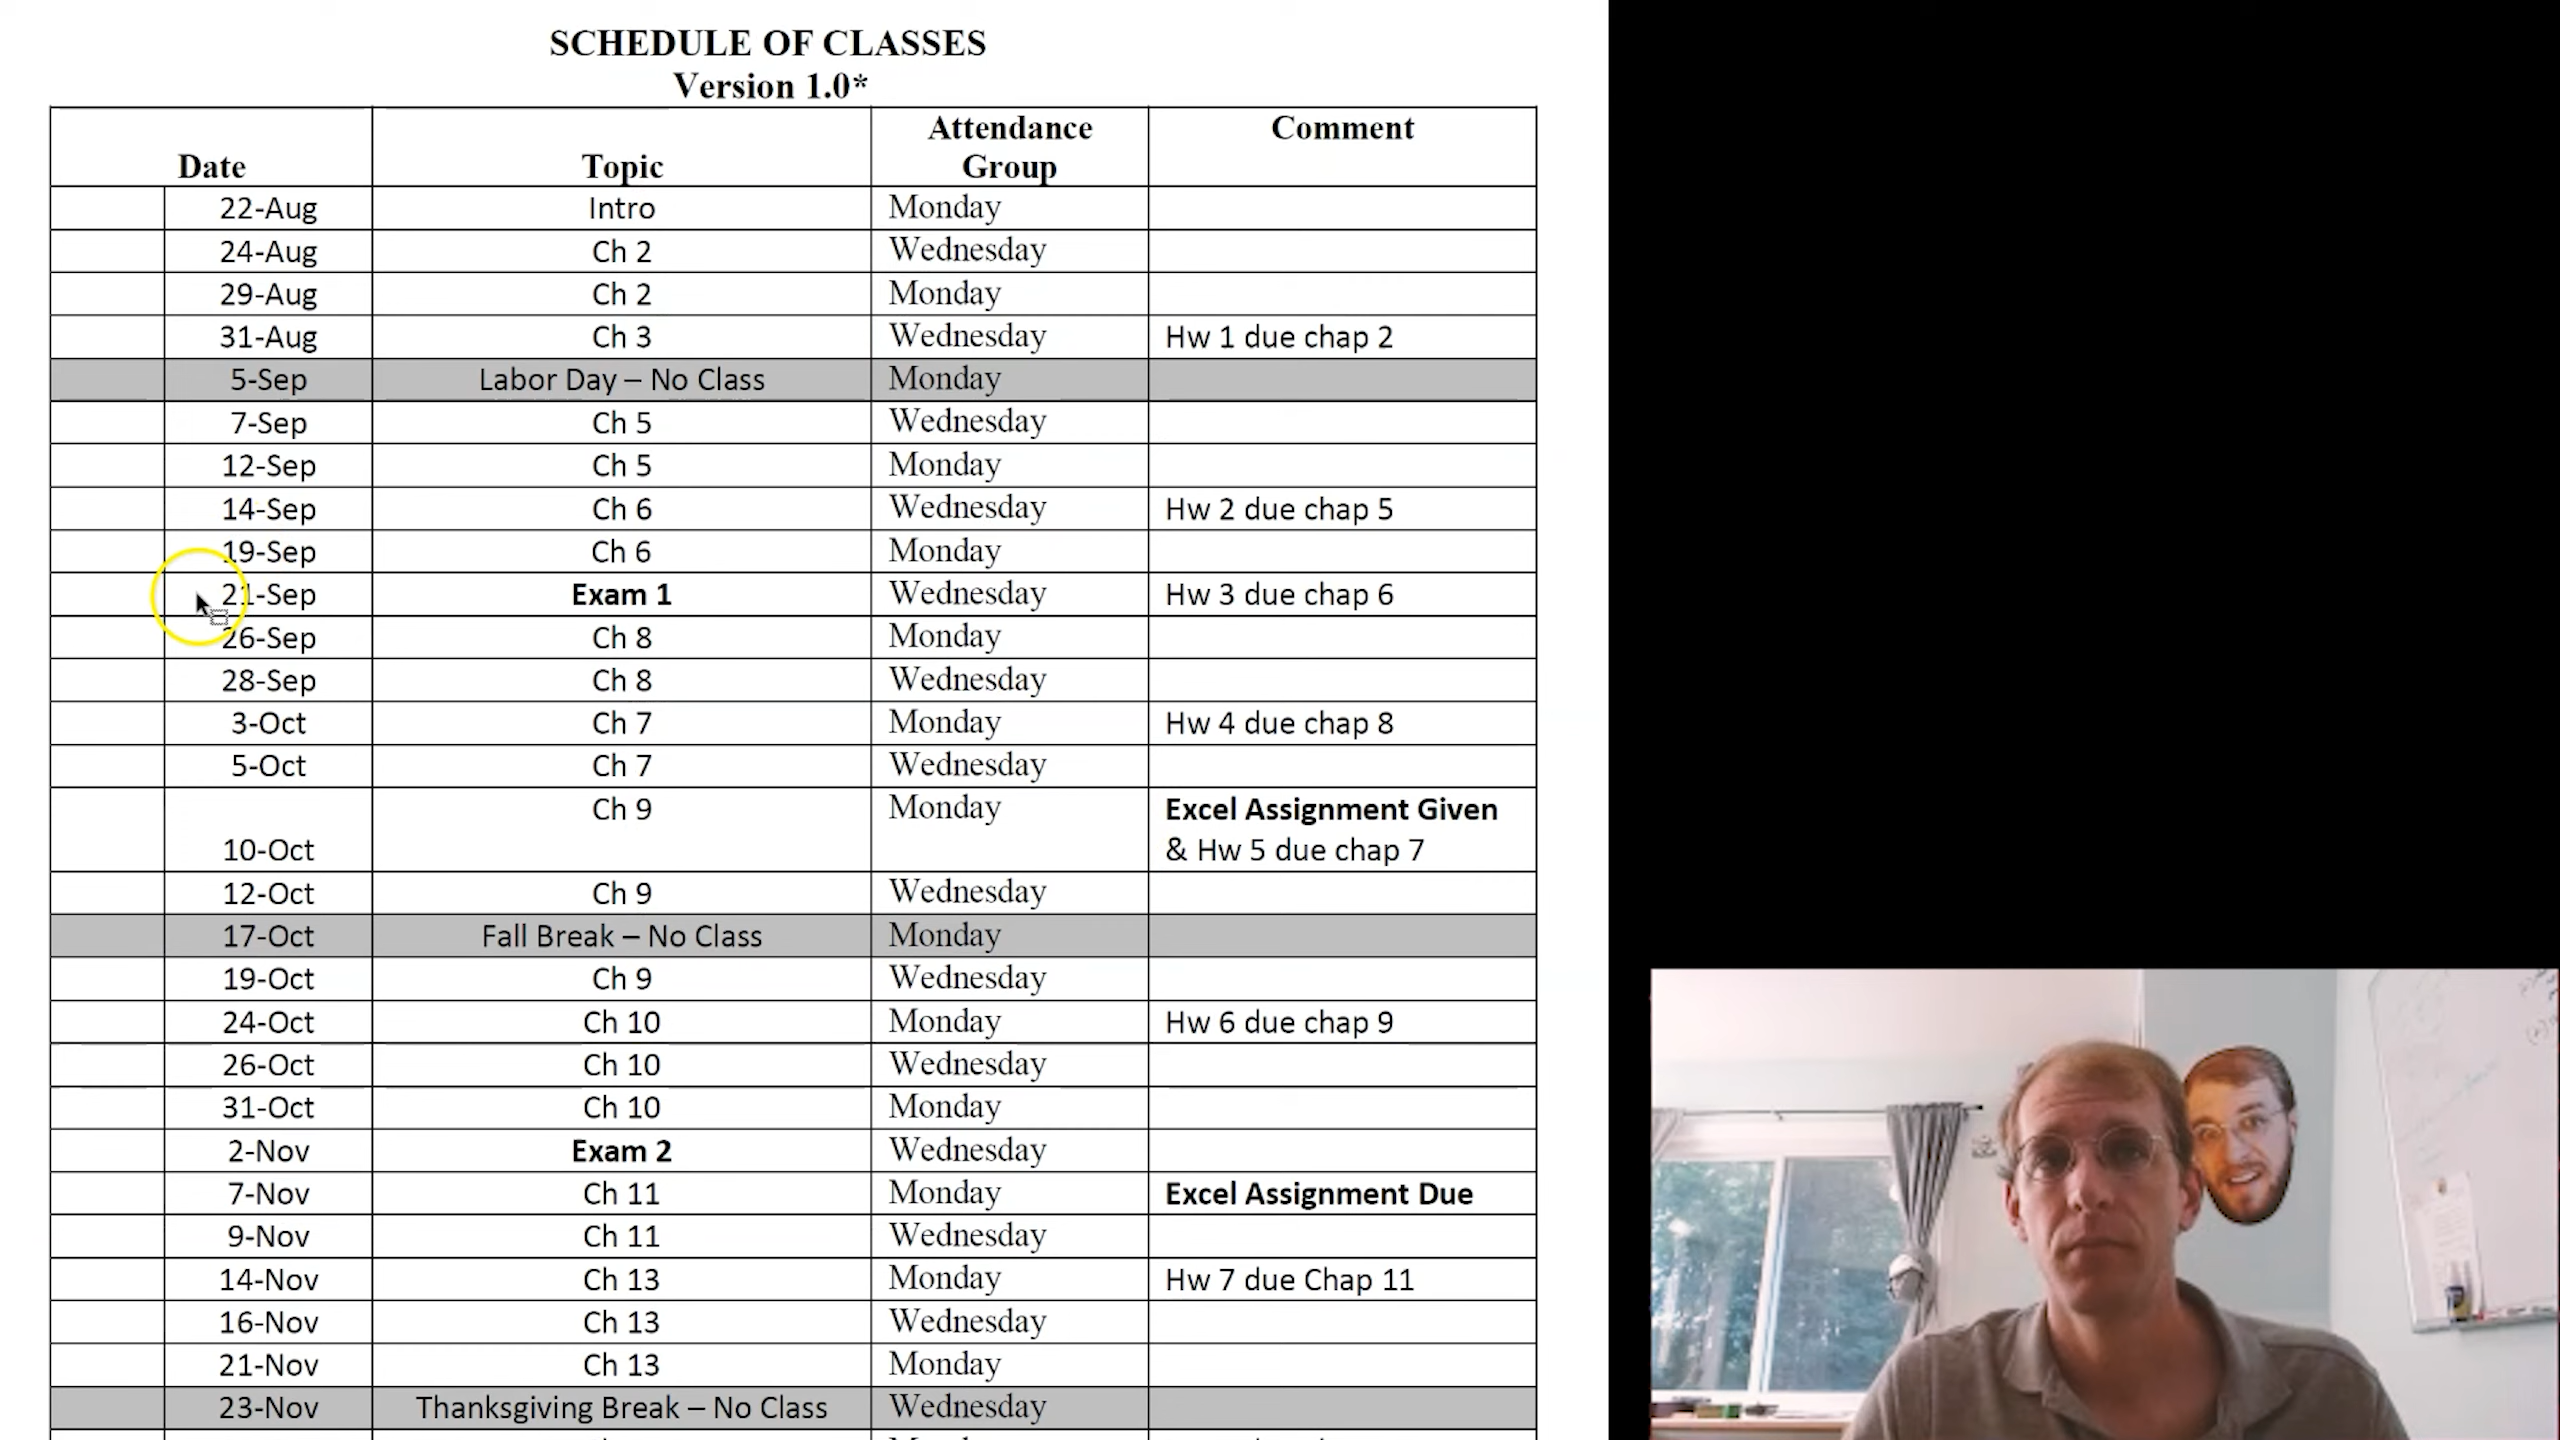 SCHEDULE OF CLASSES
Version 1.0*
Date Topic Attendance Group Comment
22-Aug Intro Monday
24-Aug Ch 2 Wednesday
29-Aug Ch 2 Monday
31-Aug Ch 3 Wednesday Hw 1 due chap 2
5-Sep Labor Day – No Class Monday
7-Sep Ch 5 Wednesday
12-Sep Ch 5 Monday
14-Sep Ch 6 Wednesday Hw 2 due chap 5
19-Sep Ch 6 Monday
21-Sep Exam 1 Wednesday Hw 3 due chap 6
26-Sep Ch 8 Monday
28-Sep Ch 8 Wednesday
3-Oct Ch 7 Monday Hw 4 due chap 8
5-Oct Ch 7 Wednesday
10-Oct Ch 9 Monday Excel Assignment Given
& Hw 5 due chap 7
12-Oct Ch 9 Wednesday
17-Oct Fall Break – No Class Monday
19-Oct Ch 9 Wednesday
24-Oct Ch 10 Monday Hw 6 due chap 9
26-Oct Ch 10 Wednesday
31-Oct Ch 10 Monday
2-Nov Exam 2 Wednesday
7-Nov Ch 11 Monday Excel Assignment Due
9-Nov Ch 11 Wednesday
14-Nov Ch 13 Monday Hw 7 due Chap 11
16-Nov Ch 13 Wednesday
21-Nov Ch 13 Monday
23-Nov Thanksgiving Break – No Class Wednesday